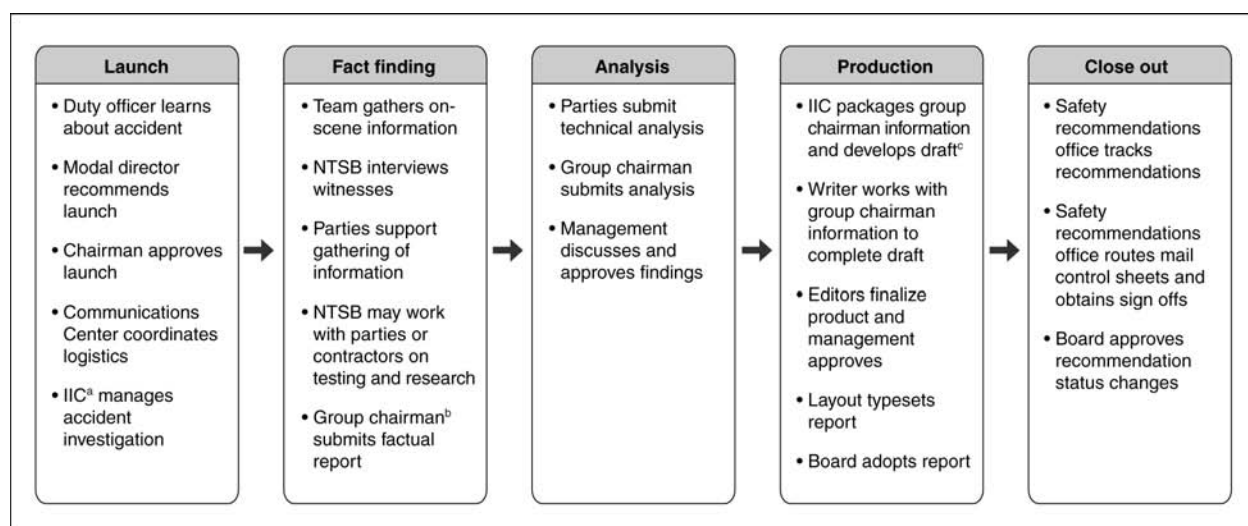 Launch
• Duty officer learns
about accident
• Modal director
recommends
launch
• Chairman approves
launch
• Communications
Center coordinates
logistics
• IICᵃ manages
accident
investigation
Fact finding
• Team gathers on-
scene information
• NTSB interviews
witnesses
• Parties support
gathering of
information
• NTSB may work
with parties or
contractors on
testing and research
• Group chairmanᵇ
submits factual
report
Analysis
• Parties submit
technical analysis
• Group chairman
submits analysis
• Management
discusses and
approves findings
Production
• IIC packages group
chairman information
and develops draftᶜ
• Writer works with
group chairman
information to
complete draft
• Editors finalize
product and
management
approves
• Layout typesets
report
• Board adopts report
Close out
• Safety
recommendations
office tracks
recommendations
• Safety
recommendations
office routes mail
control sheets and
obtains sign offs
• Board approves
recommendation
status changes